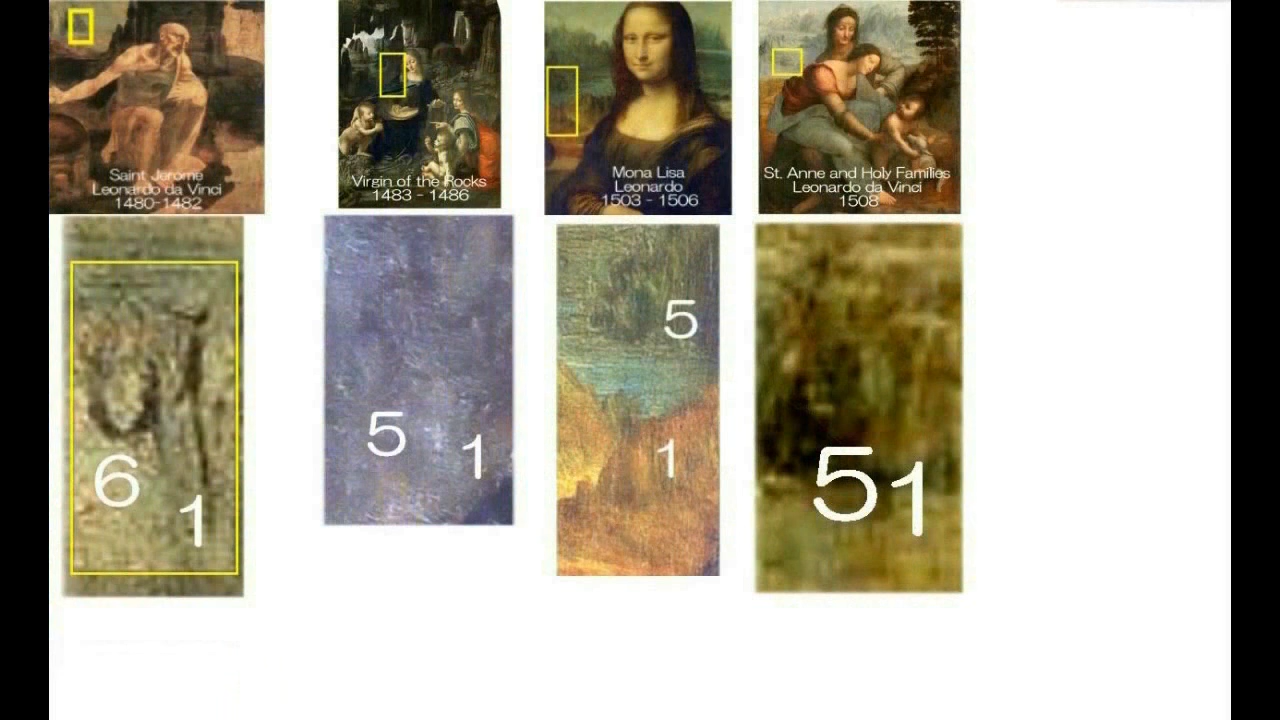 Saint Jerome
Leonardo da Vinci
1480-1482
Virgin of the Rocks
1483 - 1486
Mona Lisa
Leonardo
1503 - 1506
St. Anne and Holy Families
Leonardo da Vinci
1508
6
1
5
1
5
1
51